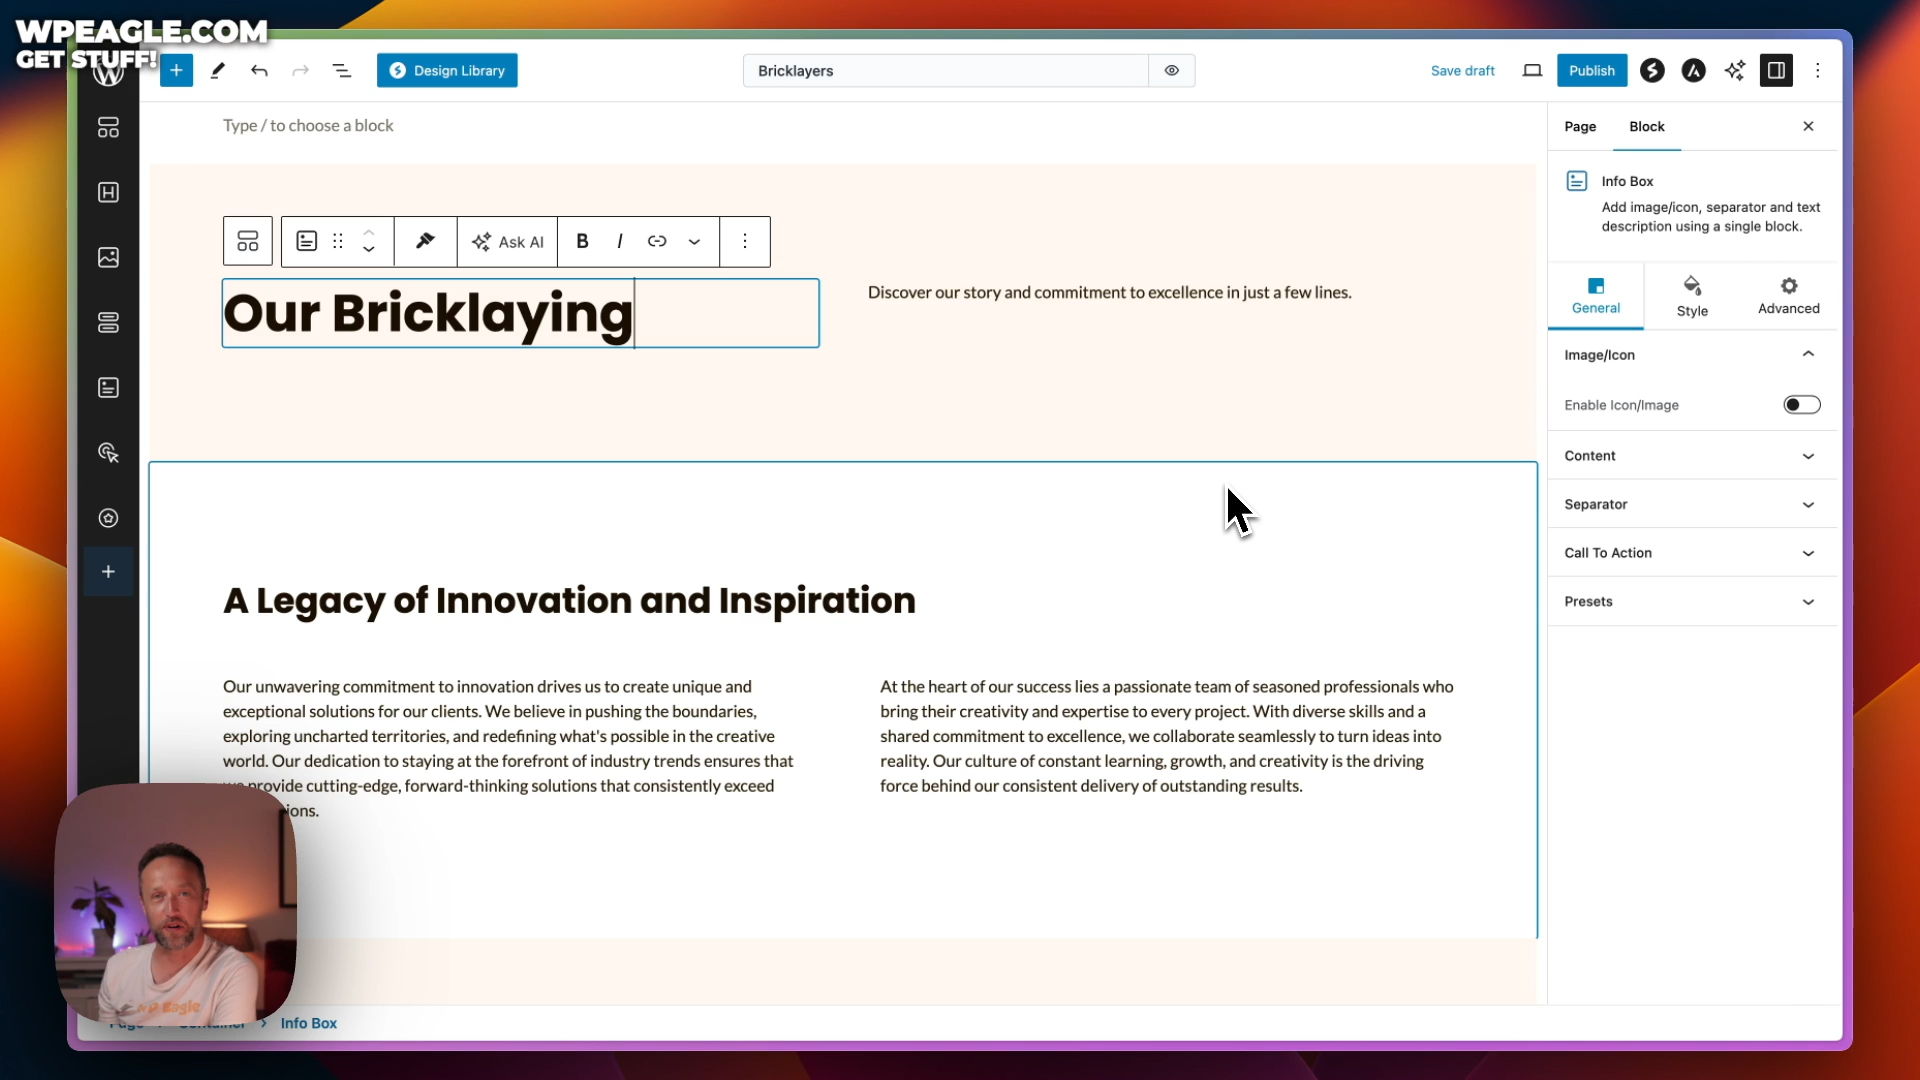 WPEAGLE.COM
GET STUFF!
Design Library
Bricklayers
Save draft
Publish
Type / to choose a block
Page
Block
Info Box
Add image/icon, separator and text
description using a single block.
Ask AI
B
I
Our Bricklaying
Discover our story and commitment to excellence in just a few lines.
General
Style
Advanced
Image/Icon
Enable Icon/Image
Content
Separator
Call To Action
Presets
A Legacy of Innovation and Inspiration
Our unwavering commitment to innovation drives us to create unique and
exceptional solutions for our clients. We believe in pushing the boundaries,
exploring uncharted territories, and redefining what's possible in the creative
world. Our dedication to staying at the forefront of industry trends ensures that
provide cutting-edge, forward-thinking solutions that consistently exceed
At the heart of our success lies a passionate team of seasoned professionals who
bring their creativity and expertise to every project. With diverse skills and a
shared commitment to excellence, we collaborate seamlessly to turn ideas into
reality. Our culture of constant learning, growth, and creativity is the driving
force behind our consistent delivery of outstanding results.
Eagle
Info Box